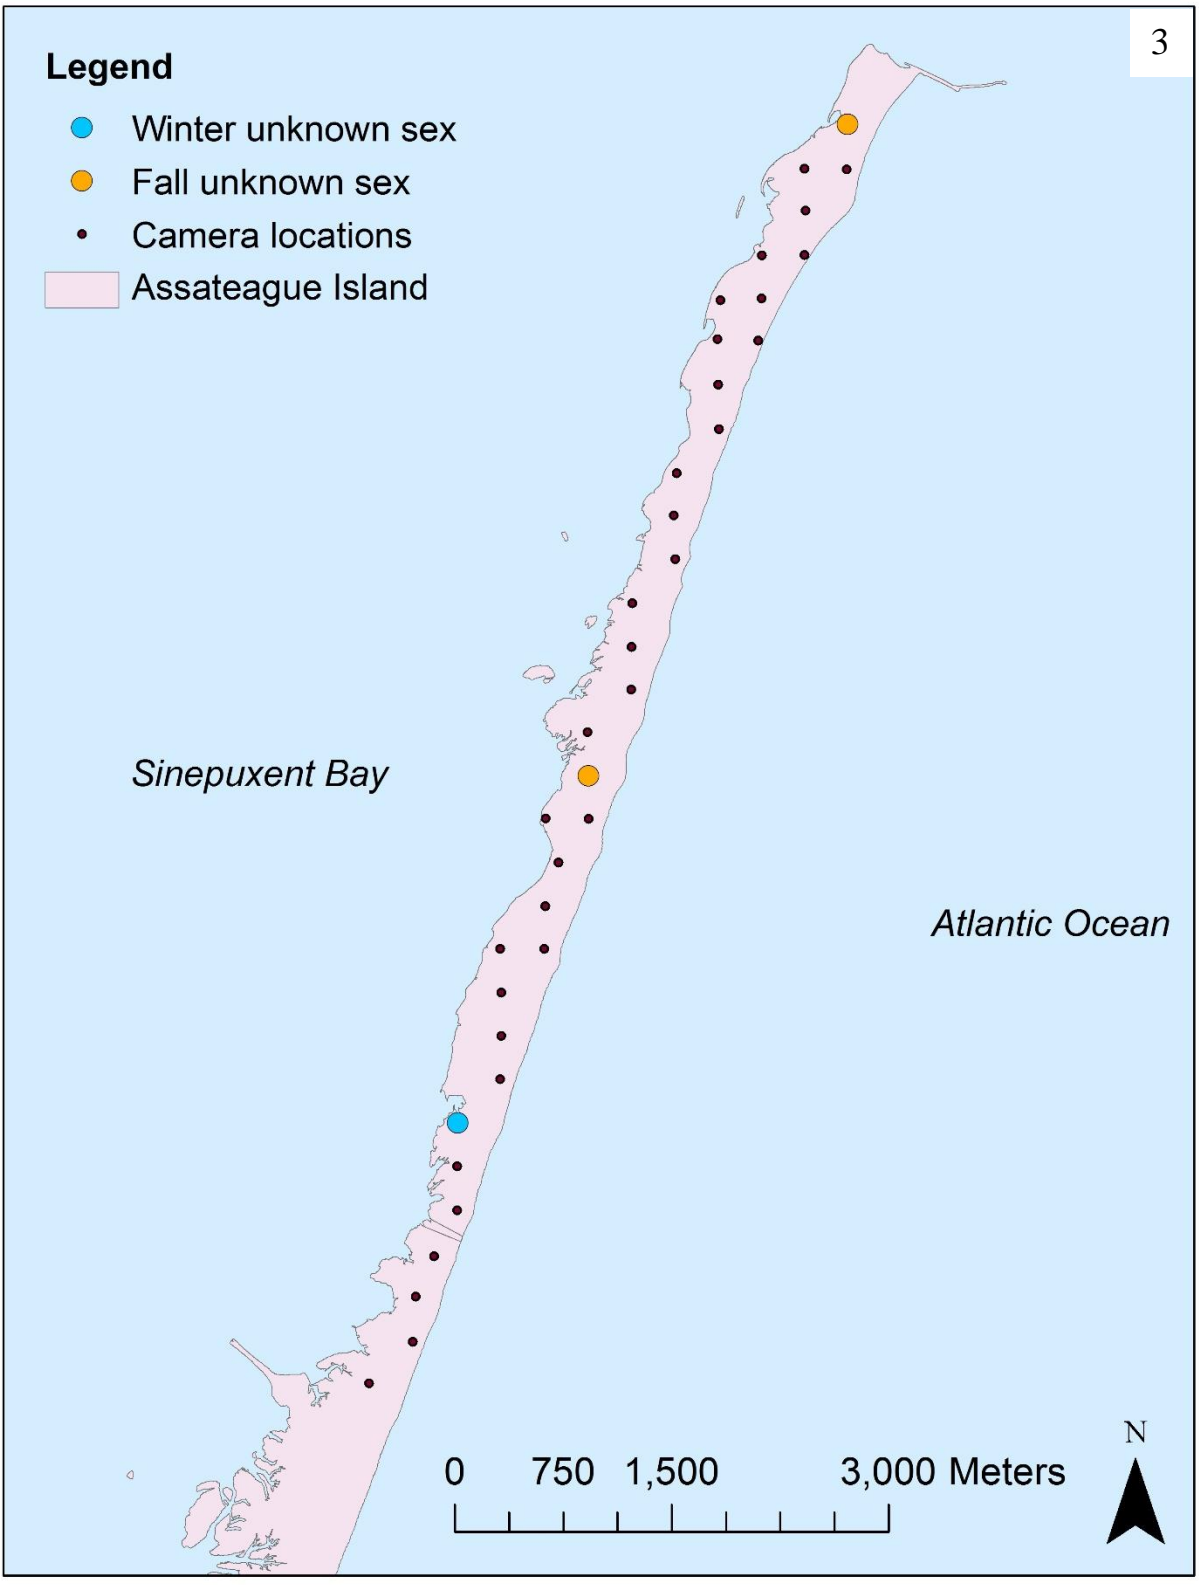 3
Legend
Winter unknown sex
Fall unknown sex
Camera locations
Assateague Island
Sinepuxent Bay
Atlantic Ocean
N
0 750 1,500 3,000 Meters